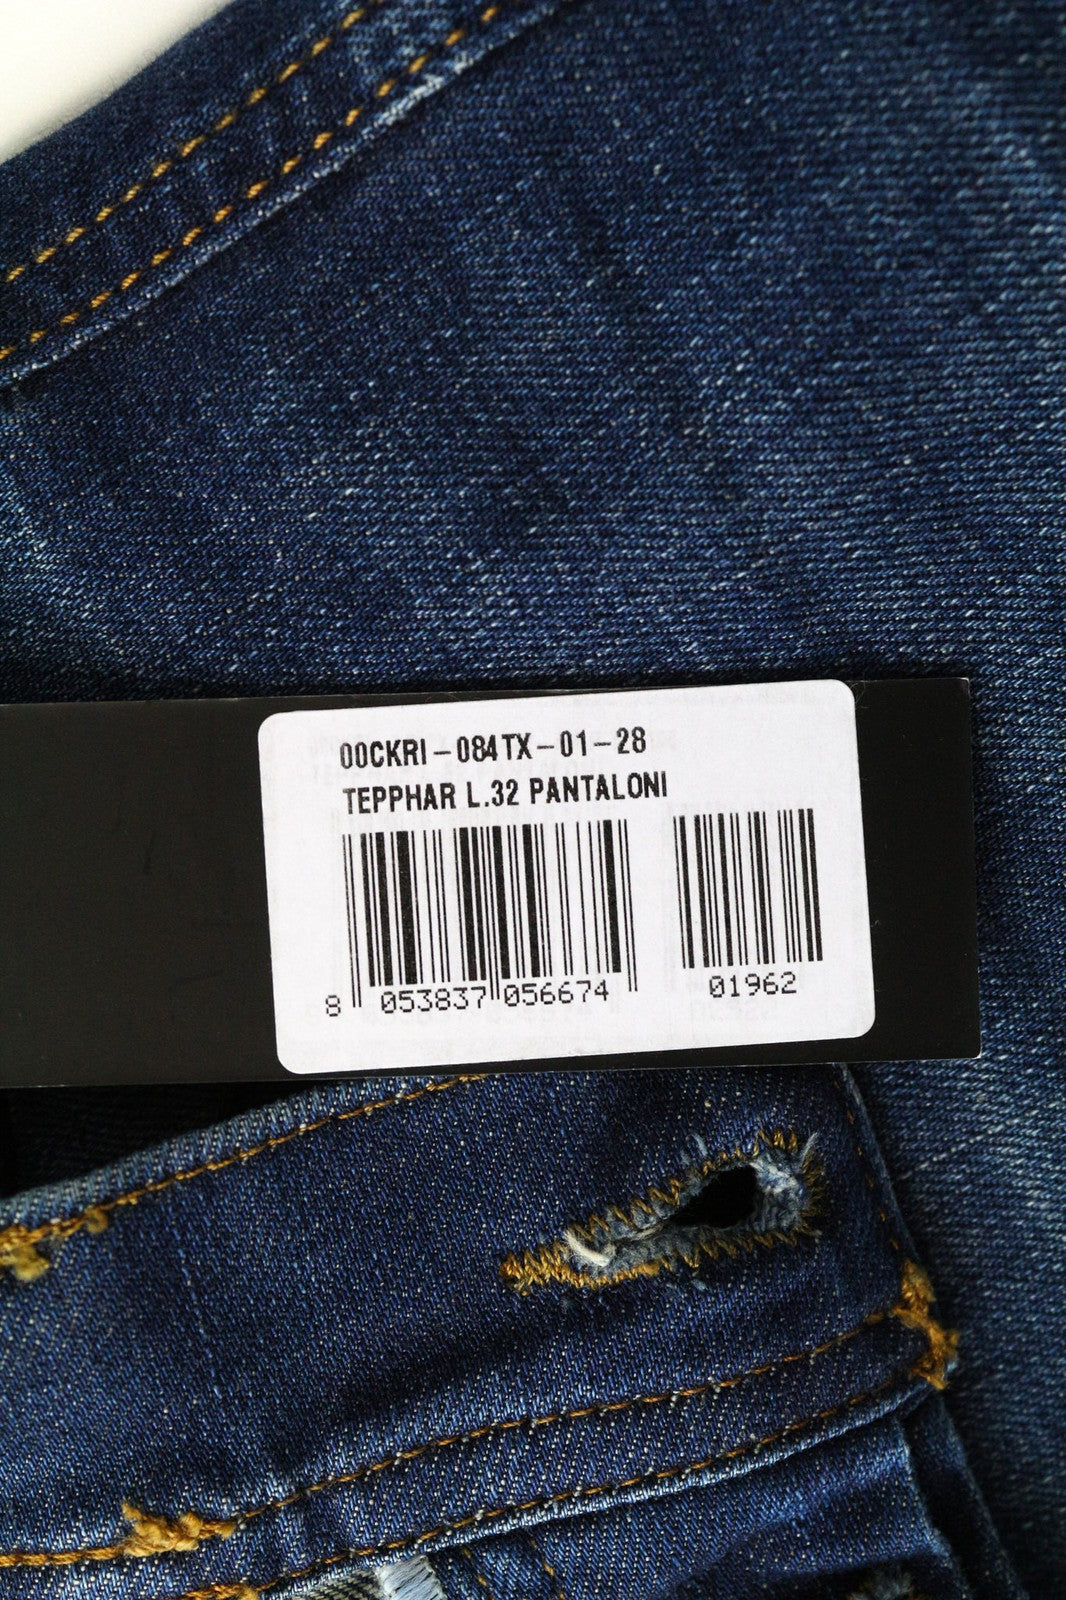 00CKRI-084TX-01-28
TEPPHAR L.32 PANTALONI
8 053837 056674
01962